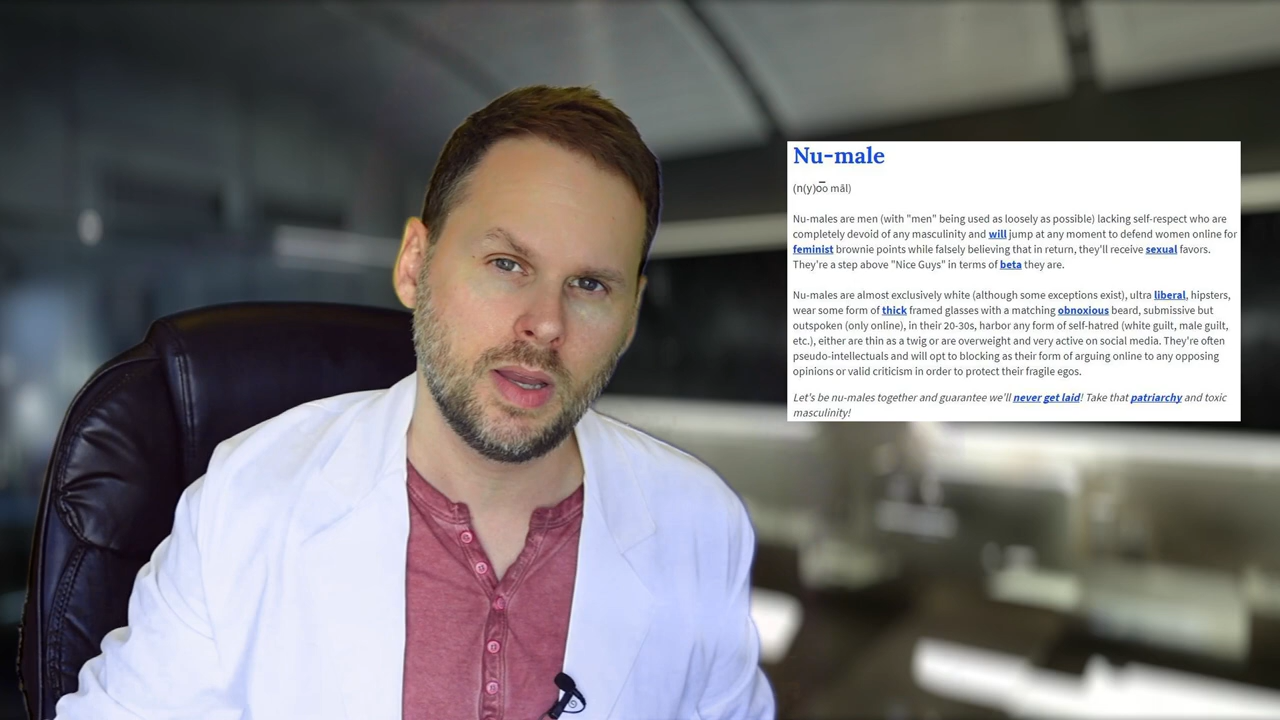 Nu-male
(n(y)o͞o māl)
Nu-males are men (with "men" being used as loosely as possible) lacking self-respect who are
completely devoid of any masculinity and will jump at any moment to defend women online for
feminist brownie points while falsely believing that in return, they'll receive sexual favors.
They're a step above "Nice Guys" in terms of beta they are.
Nu-males are almost exclusively white (although some exceptions exist), ultra liberal, hipsters,
wear some form of thick framed glasses with a matching obnoxious beard, submissive but
outspoken (only online), in their 20-30s, harbor any form of self-hatred (white guilt, male guilt,
etc.), either are thin as a twig or are overweight and very active on social media. They're often
pseudo-intellectuals and will opt to blocking as their form of arguing online to any opposing
opinions or valid criticism in order to protect their fragile egos.
Let's be nu-males together and guarantee we'll never get laid! Take that patriarchy and toxic
masculinity!